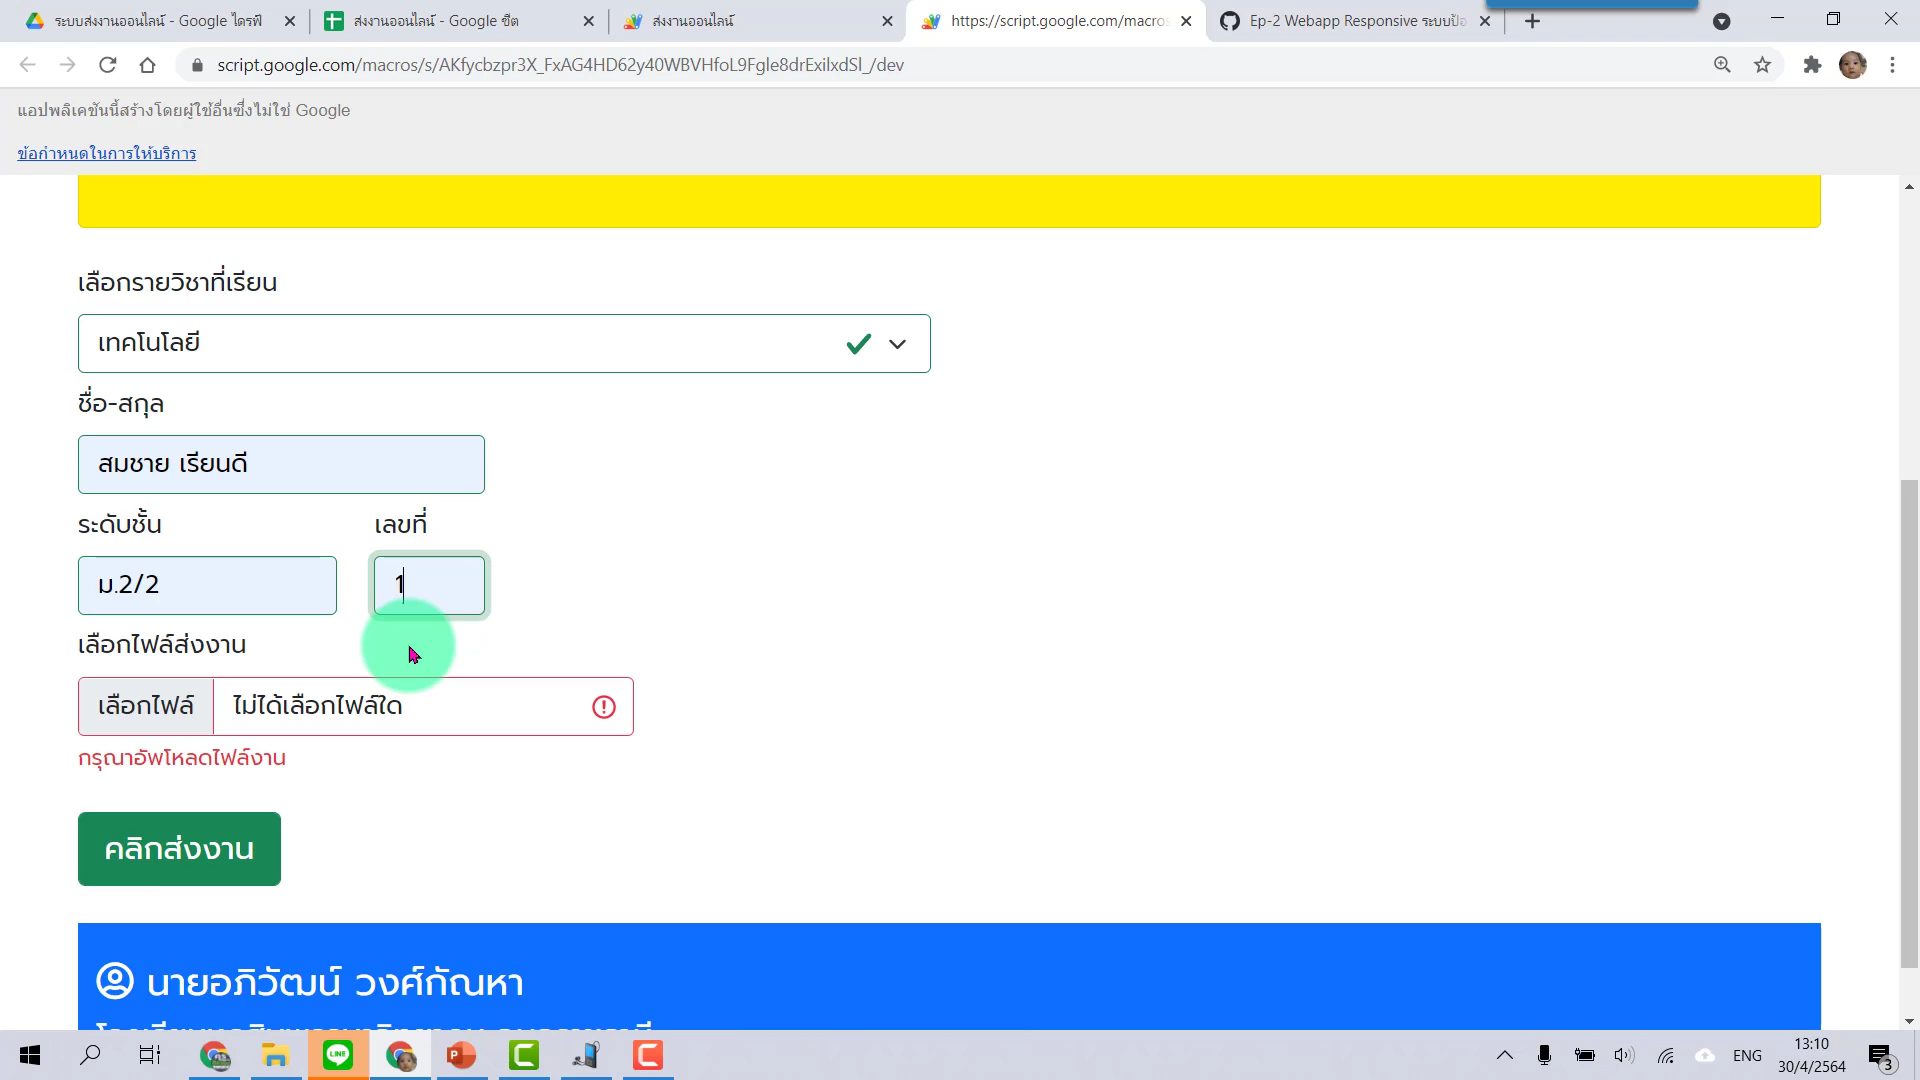 ระบบส่งงานออนไลน์ - Google ไดรฟ์
ส่งงานออนไลน์ - Google ชีต
ส่งงานออนไลน์
https://script.google.com/macros
Ep-2 Webapp Responsive ระบบป้อ
script.google.com/macros/s/AKfycbzpr3X_FxAG4HD62y40WBVHfoL9Fgle8drExilxdSl_/dev
แอปพลิเคชันนี้สร้างโดยผู้ใช้อื่นซึ่งไม่ใช่ Google
ข้อกำหนดในการให้บริการ
เลือกรายวิชาที่เรียน
เทคโนโลยี
ชื่อ-สกุล
สมชาย เรียนดี
ระดับชั้น เลขที่
ม.2/2 1
เลือกไฟล์ส่งงาน
เลือกไฟล์ ไม่ได้เลือกไฟล์ใด
กรุณาอัพโหลดไฟล์งาน
คลิกส่งงาน
นายอภิวัฒน์ วงศ์กัณหา
LINE
ENG
13:10
30/4/2564
3